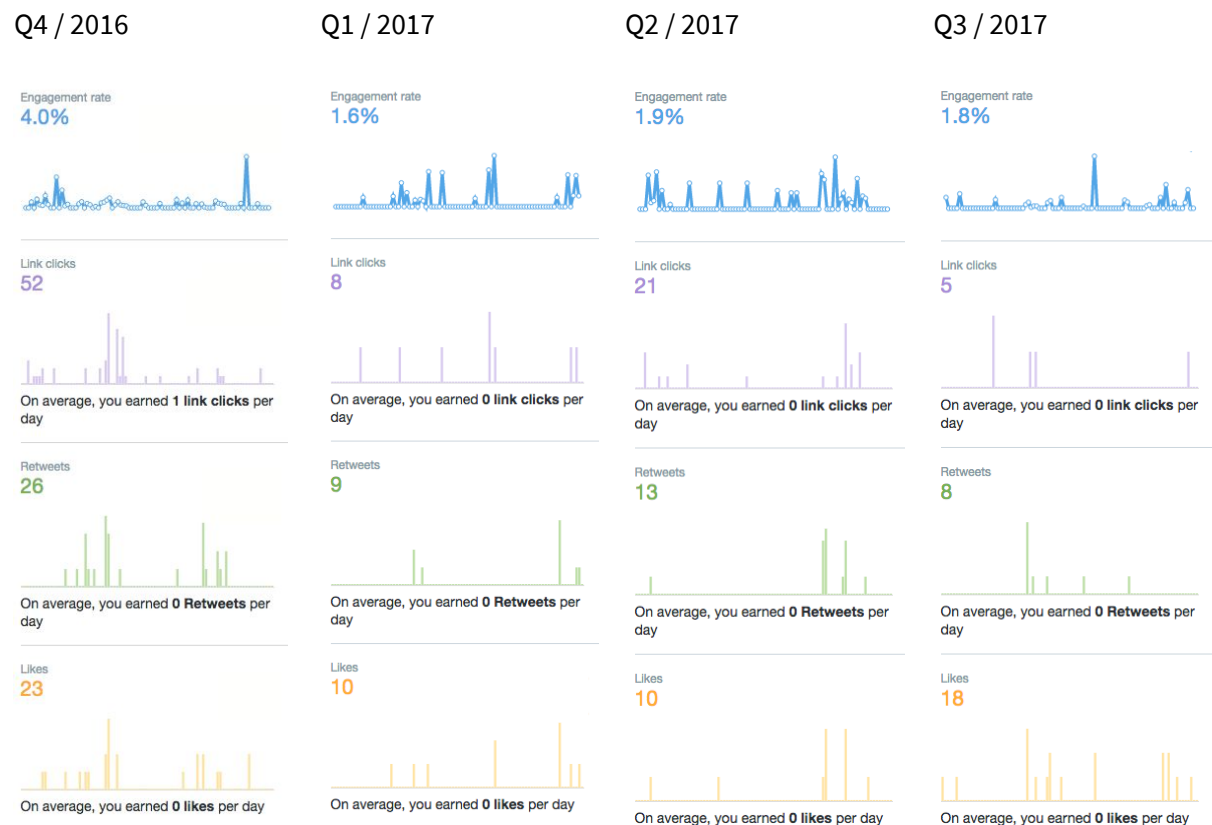 Q4 / 2016
Engagement rate
4.0%
Link clicks
52
On average, you earned 1 link clicks per
day
Retweets
26
On average, you earned 0 Retweets per
day
Likes
23
On average, you earned 0 likes per day
Q1 / 2017
Engagement rate
1.6%
Link clicks
8
On average, you earned 0 link clicks per
day
Retweets
9
On average, you earned 0 Retweets per
day
Likes
10
On average, you earned 0 likes per day
Q2 / 2017
Engagement rate
1.9%
Link clicks
21
On average, you earned 0 link clicks per
day
Retweets
13
On average, you earned 0 Retweets per
day
Likes
10
On average, you earned 0 likes per day
Q3 / 2017
Engagement rate
1.8%
Link clicks
5
On average, you earned 0 link clicks per
day
Retweets
8
On average, you earned 0 Retweets per
day
Likes
18
On average, you earned 0 likes per day